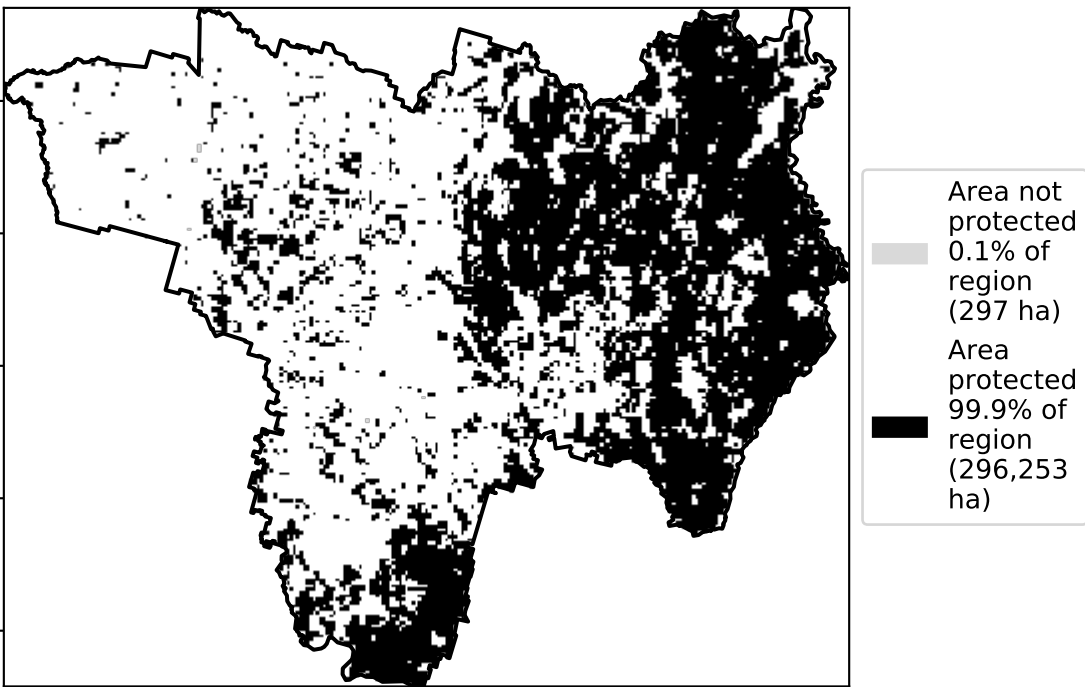 Area not
protected
0.1% of
region
(297 ha)
Area
protected
99.9% of
region
(296,253
ha)